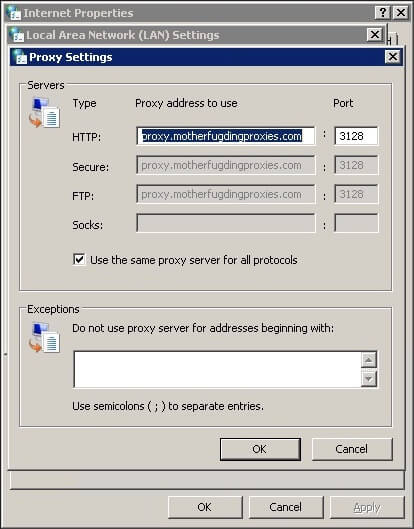 Internet Properties
Local Area Network (LAN) Settings
Proxy Settings
Servers
Type Proxy address to use Port
HTTP: proxy.motherfugdingproxies.com : 3128
Secure: proxy.motherfugdingproxies.com : 3128
FTP: proxy.motherfugdingproxies.com : 3128
Socks: :
Use the same proxy server for all protocols
Exceptions
Do not use proxy server for addresses beginning with:
Use semicolons ( ; ) to separate entries.
OK Cancel
OK Cancel Apply